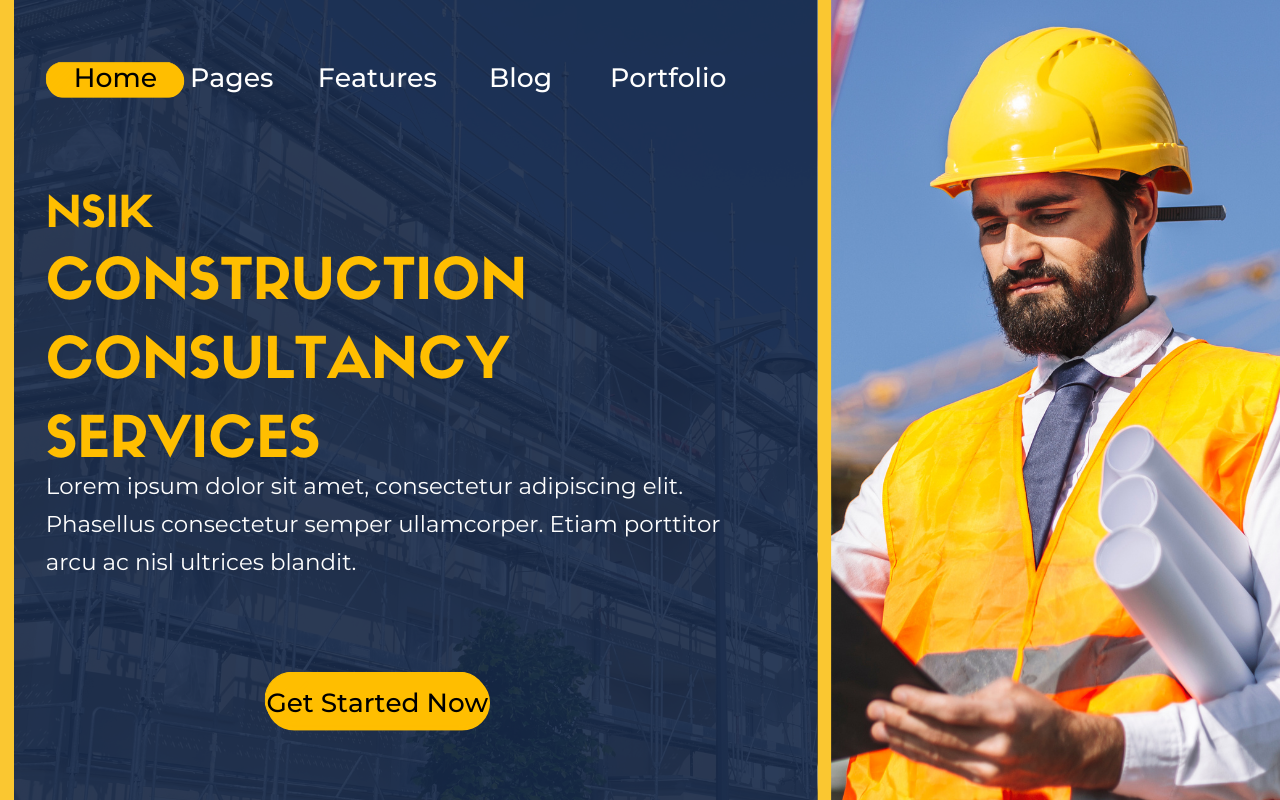 Home Pages Features Blog Portfolio
NSIK
CONSTRUCTION
CONSULTANCY
SERVICES
Lorem ipsum dolor sit amet, consectetur adipiscing elit.
Phasellus consectetur semper ullamcorper. Etiam porttitor
arcu ac nisl ultrices blandit.
Get Started Now